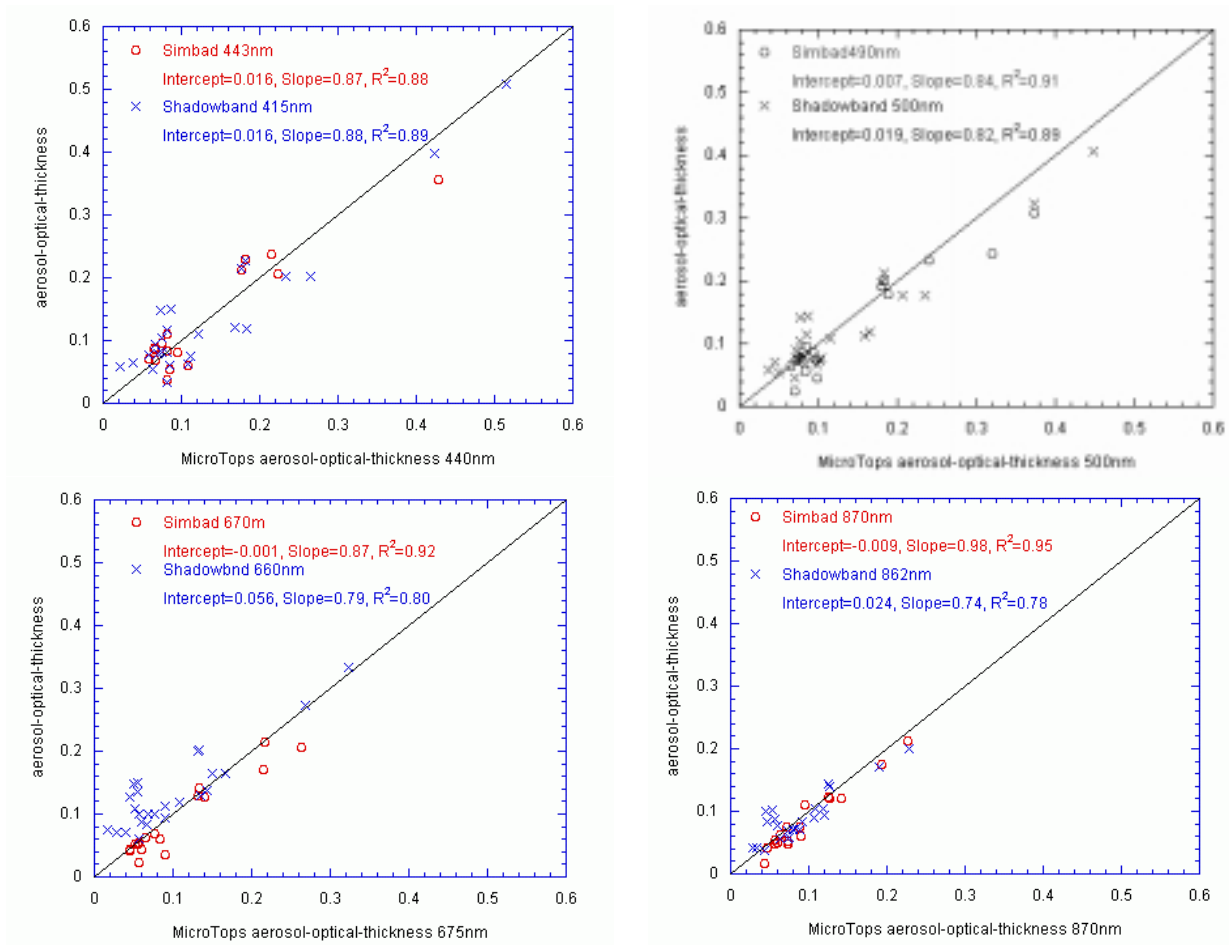 0.6
0.5
0.4
0.3
0.2
0.1
0
aerosol-optical-thickness
Simbad 443nm
Intercept=0.016, Slope=0.87, R²=0.88
Shadowband 415nm
Intercept=0.016, Slope=0.88, R²=0.89
0 0.1 0.2 0.3 0.4 0.5 0.6
MicroTops aerosol-optical-thickness 440nm
0.6
0.5
0.4
0.3
0.2
0.1
0
aerosol-optical-thickness
Simbad490nm
Intercept=0.007, Slope=0.84, R²=0.91
Shadowband 500nm
Intercept=0.019, Slope=0.82, R²=0.89
0 0.1 0.2 0.3 0.4 0.5 0.6
MicroTops aerosol-optical-thickness 500nm
0.6
0.5
0.4
0.3
0.2
0.1
0
aerosol-optical-thickness
Simbad 670m
Intercept=-0.001, Slope=0.87, R²=0.92
Shadowbnd 660nm
Intercept=0.056, Slope=0.79, R²=0.80
0 0.1 0.2 0.3 0.4 0.5 0.6
MicroTops aerosol-optical-thickness 675nm
0.6
0.5
0.4
0.3
0.2
0.1
0
aerosol-optical-thickness
Simbad 870nm
Intercept=-0.009, Slope=0.98, R²=0.95
Shadowband 862nm
Intercept=0.024, Slope=0.74, R²=0.78
0 0.1 0.2 0.3 0.4 0.5 0.6
MicroTops aerosol-optical-thickness 870nm